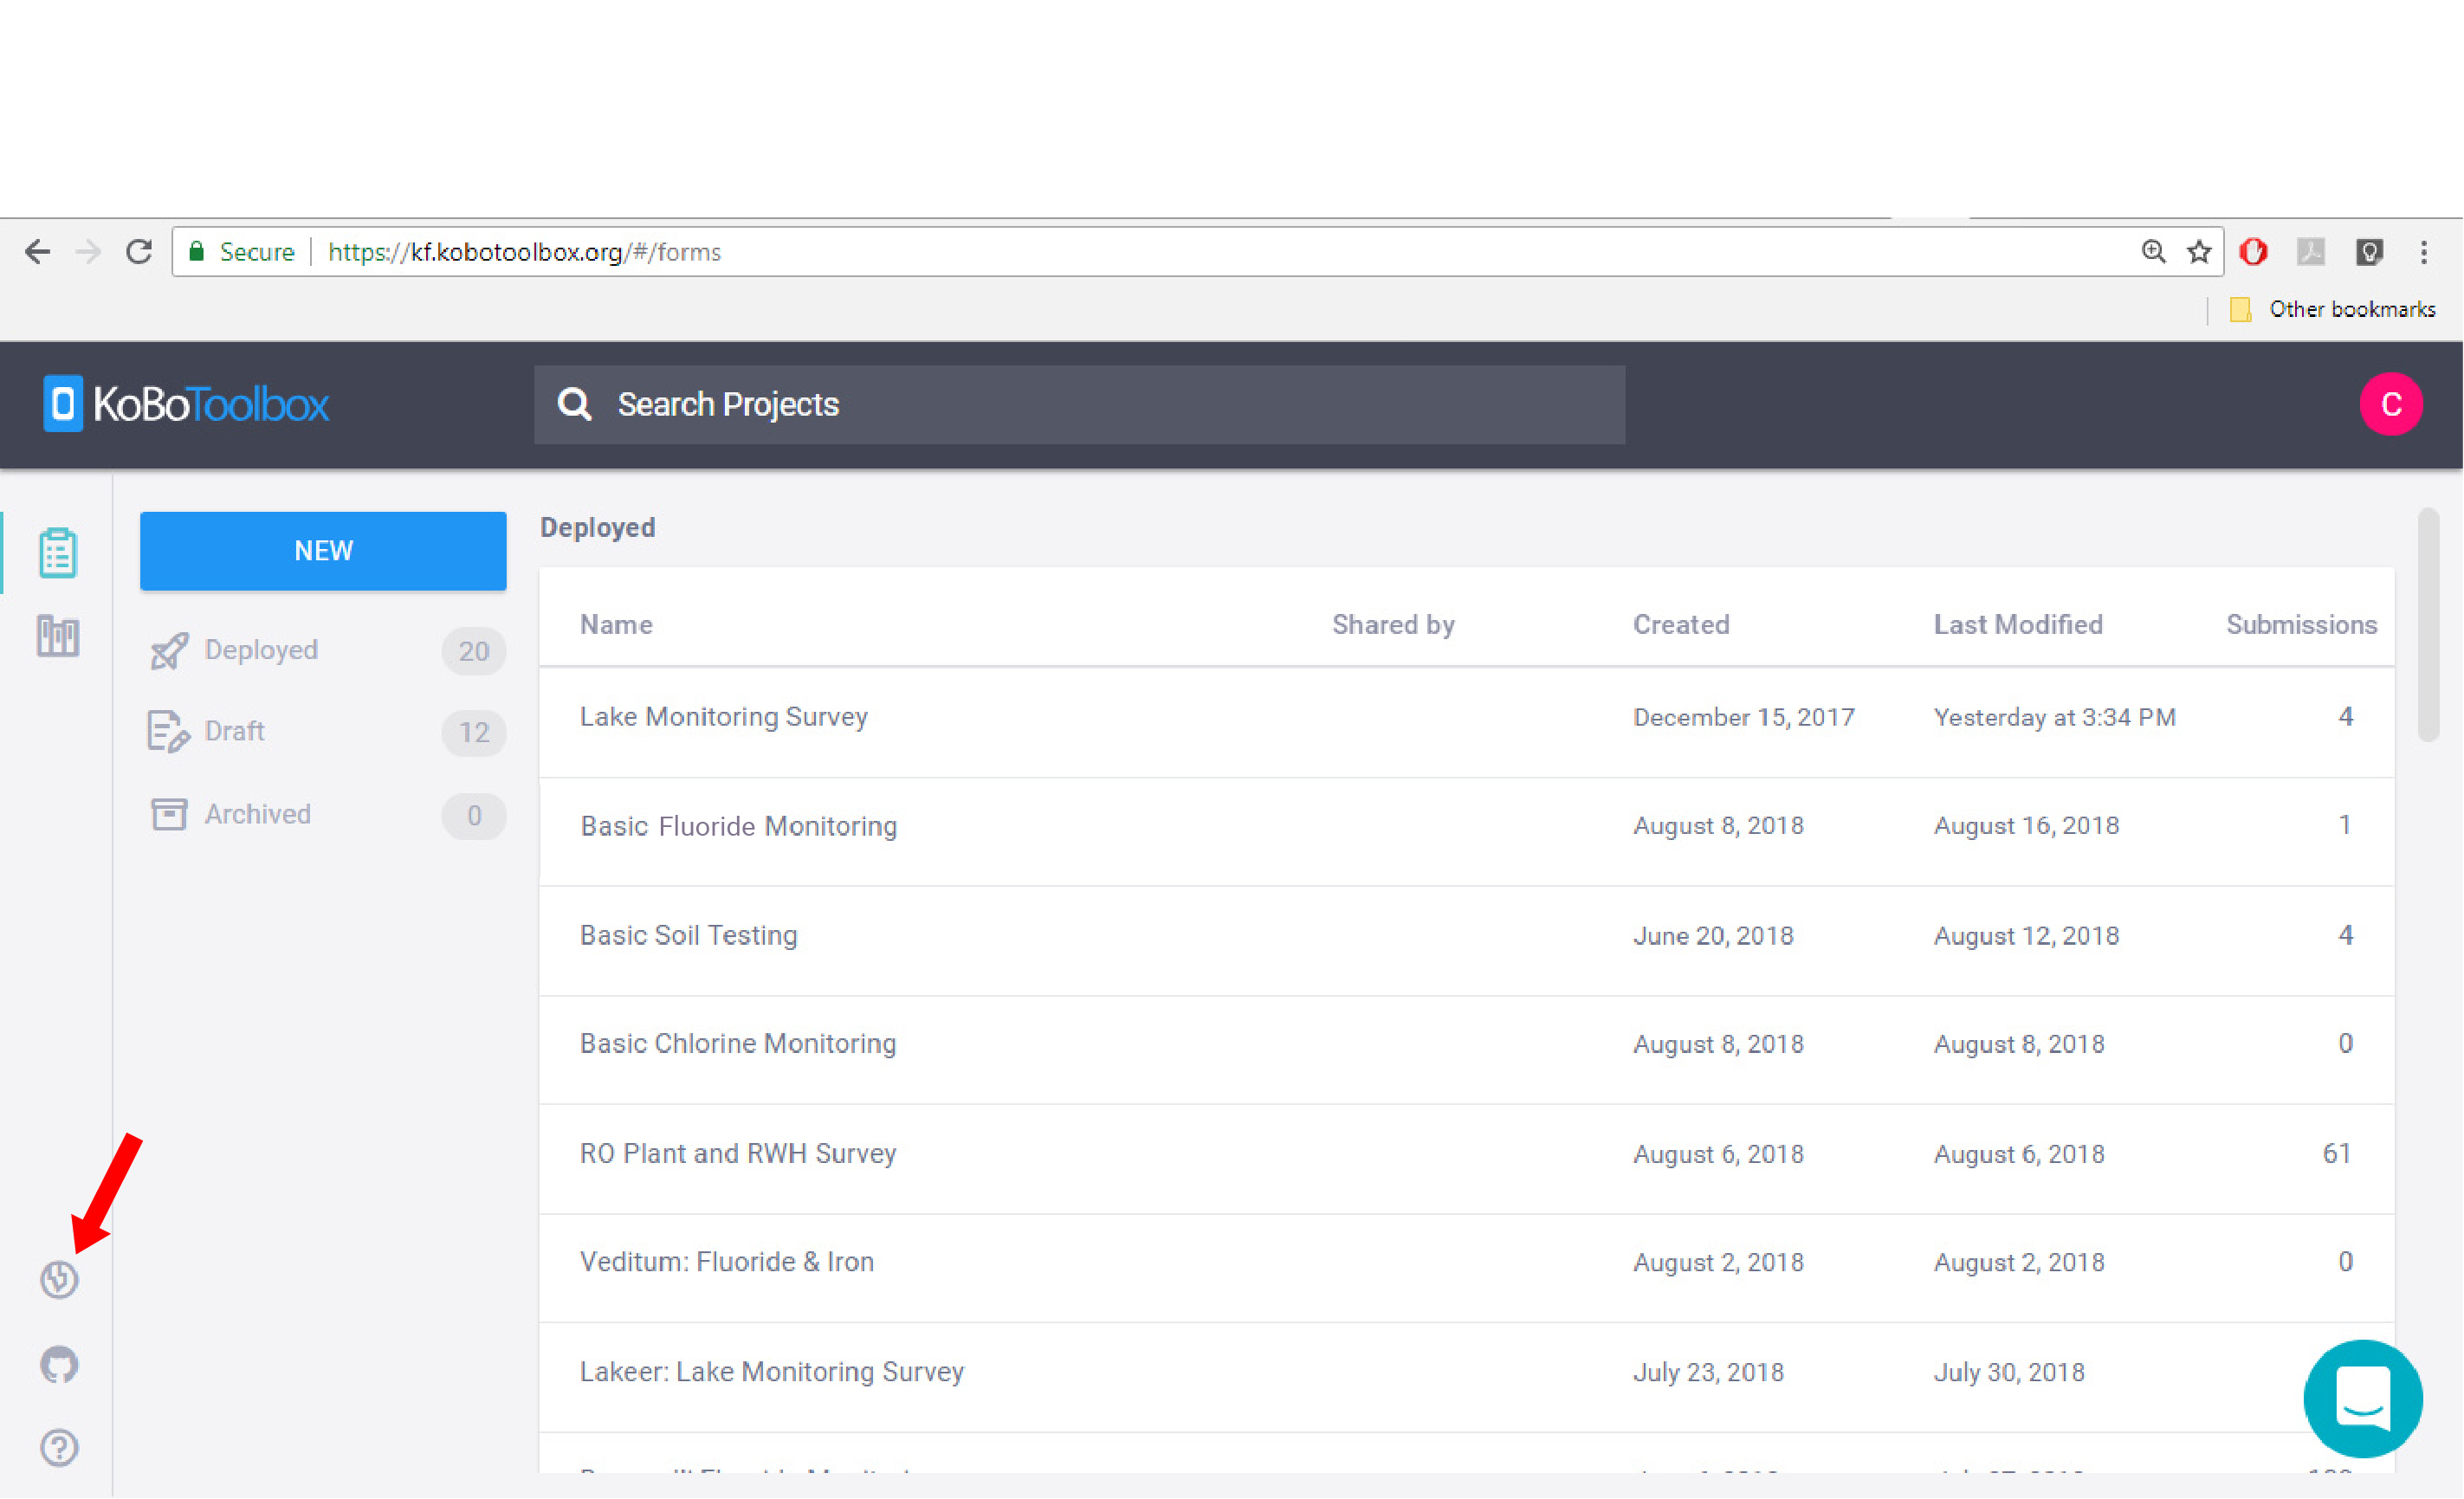 Secure | https://kf.kobotoolbox.org/#/forms
Other bookmarks
KoBoToolbox
Search Projects
C
NEW
Deployed 20
Draft 12
Archived 0
Deployed
Name Shared by Created Last Modified Submissions
Lake Monitoring Survey December 15, 2017 Yesterday at 3:34 PM 4
Basic Fluoride Monitoring August 8, 2018 August 16, 2018 1
Basic Soil Testing June 20, 2018 August 12, 2018 4
Basic Chlorine Monitoring August 8, 2018 August 8, 2018 0
RO Plant and RWH Survey August 6, 2018 August 6, 2018 61
Veditum: Fluoride & Iron August 2, 2018 August 2, 2018 0
Lakeer: Lake Monitoring Survey July 23, 2018 July 30, 2018